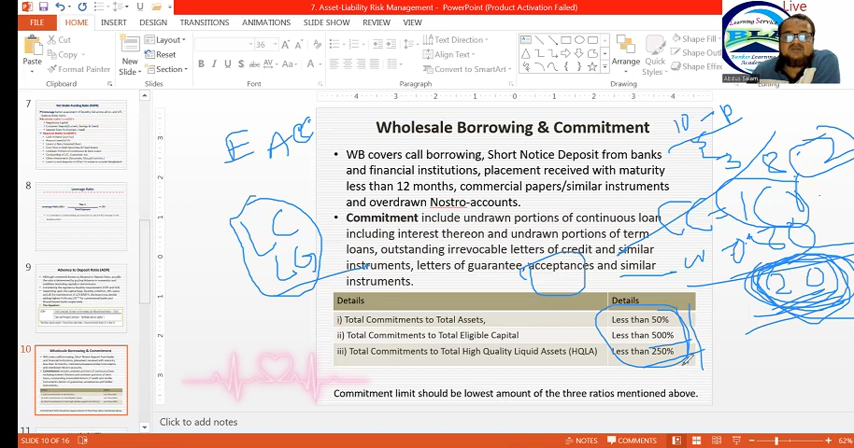 7. Asset-Liability Risk Management - PowerPoint (Product Activation Failed)
Live
FILE HOME INSERT DESIGN TRANSITIONS ANIMATIONS SLIDE SHOW REVIEW VIEW
Cut
Copy
Format Painter
Paste
Clipboard
New Slide
Layout
Reset
Section
Slides
36
Font
Paragraph
Text Direction
Align Text
Convert to SmartArt
Drawing
Arrange
Quick Styles
Shape Fill
Shape Effects
Learning Service
Banker Learning
Abdus Salam
7
8
Leverage Ratio
9
Advance to Deposit Ratio (ADR)
10
Wholesale Borrowing & Commitment
11
Wholesale Borrowing & Commitment
• WB covers call borrowing, Short Notice Deposit from banks
and financial institutions, placement received with maturity
less than 12 months, commercial papers/similar instruments
and overdrawn Nostro-accounts.
• Commitment include undrawn portions of continuous loan
including interest thereon and undrawn portions of term
loans, outstanding irrevocable letters of credit and similar
instruments, letters of guarantee, acceptances and similar
instruments.
Details Details
i) Total Commitments to Total Assets, Less than 50%
ii) Total Commitments to Total Eligible Capital Less than 500%
iii) Total Commitments to Total High Quality Liquid Assets (HQLA) Less than 250%
Commitment limit should be lowest amount of the three ratios mentioned above.
E A C
LC
LG
10
20
Click to add notes
SLIDE 10 OF 16 NOTES COMMENTS 62%